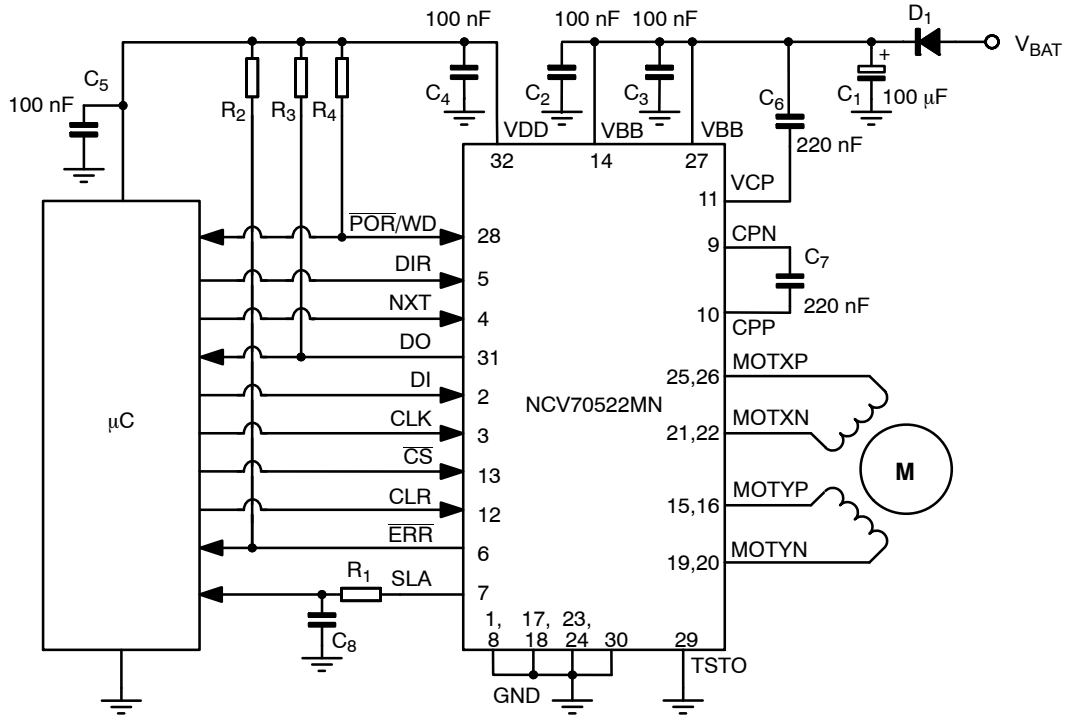 100 nF 100 nF 100 nF D1
VBAT
C5
100 nF
R2 R3 R4 C4 C2 C3 C6 C1 100 μF
+
VDD VBB VBB 220 nF
32 14 27
11 VCP
POR/WD 28 9 CPN
DIR 5 C7
NXT 4 10 220 nF
CPP
DO 31 MOTXP
25,26
DI 2 NCV70522MN
μC CLK 3 21,22 MOTXN
CS 13 M
CLR 12 15,16 MOTYP
ERR 6 19,20 MOTYN
R1 SLA 7
C8
1, 17, 23,
8 18 24 30 29
GND TSTO